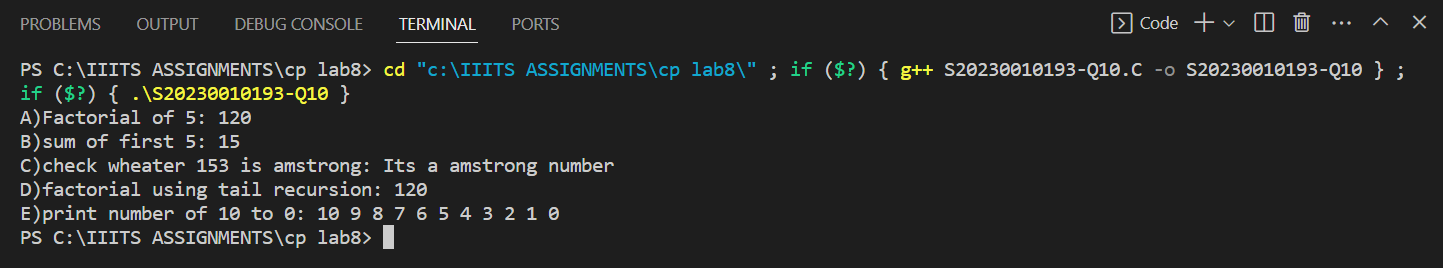 PROBLEMS OUTPUT DEBUG CONSOLE TERMINAL PORTS Code
PS C:\IIITS ASSIGNMENTS\cp lab8> cd "c:\IIITS ASSIGNMENTS\cp lab8\" ; if ($?) { g++ S20230010193-Q10.C -o S20230010193-Q10 } ;
if ($?) { .\S20230010193-Q10 }
A)Factorial of 5: 120
B)sum of first 5: 15
C)check wheater 153 is amstrong: Its a amstrong number
D)factorial using tail recursion: 120
E)print number of 10 to 0: 10 9 8 7 6 5 4 3 2 1 0
PS C:\IIITS ASSIGNMENTS\cp lab8>